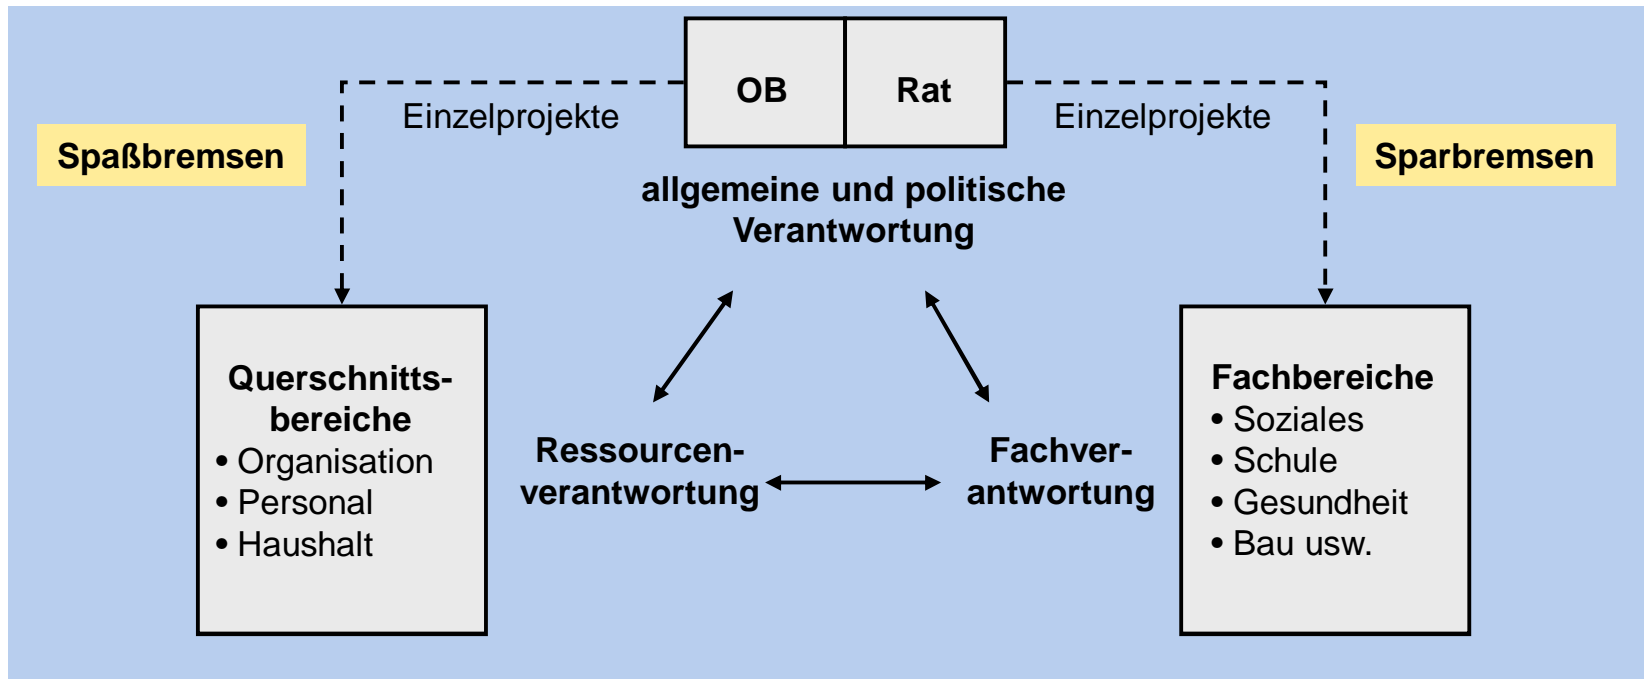 OB
Rat
Einzelprojekte
Einzelprojekte
Spaßbremsen
Sparbremsen
allgemeine und politische
Verantwortung
Querschnitts-
bereiche
• Organisation
• Personal
• Haushalt
Ressourcen-
verantwortung
Fachver-
antwortung
Fachbereiche
• Soziales
• Schule
• Gesundheit
• Bau usw.